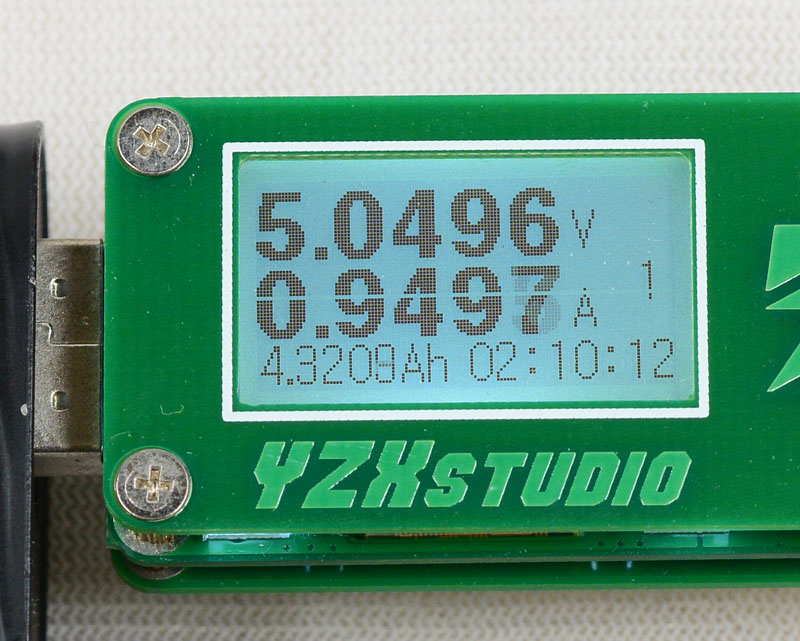 5.0496 V
0.9497 A 1
4.3209Ah 02:10:12
YZXSTUDIO